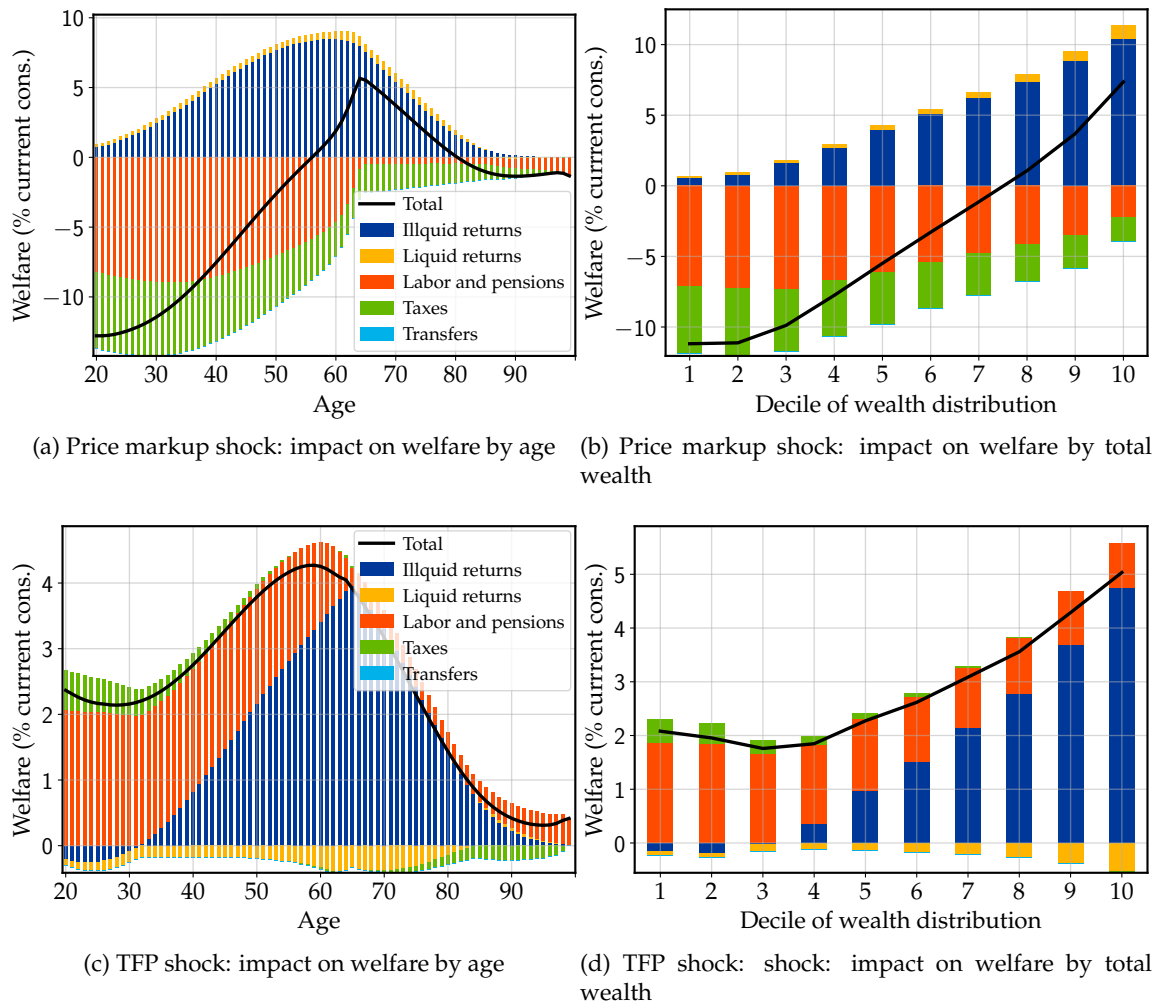 10
5
0
−5
−10
Welfare (% currrent cons.)
Total
Illquid returns
Liquid returns
Labor and pensions
Taxes
Transfers
20 30 40 50 60 70 80 90
Age
(a) Price markup shock: impact on welfare by age
10
5
0
−5
−10
Welfare (% currrent cons.)
1 2 3 4 5 6 7 8 9 10
Decile of wealth distribution
(b) Price markup shock: impact on welfare by total
wealth
4
3
2
1
0
Welfare (% currrent cons.)
Total
Illquid returns
Liquid returns
Labor and pensions
Taxes
Transfers
20 30 40 50 60 70 80 90
Age
(c) TFP shock: impact on welfare by age
5
4
3
2
1
0
Welfare (% currrent cons.)
1 2 3 4 5 6 7 8 9 10
Decile of wealth distribution
(d) TFP shock: shock: impact on welfare by total
wealth